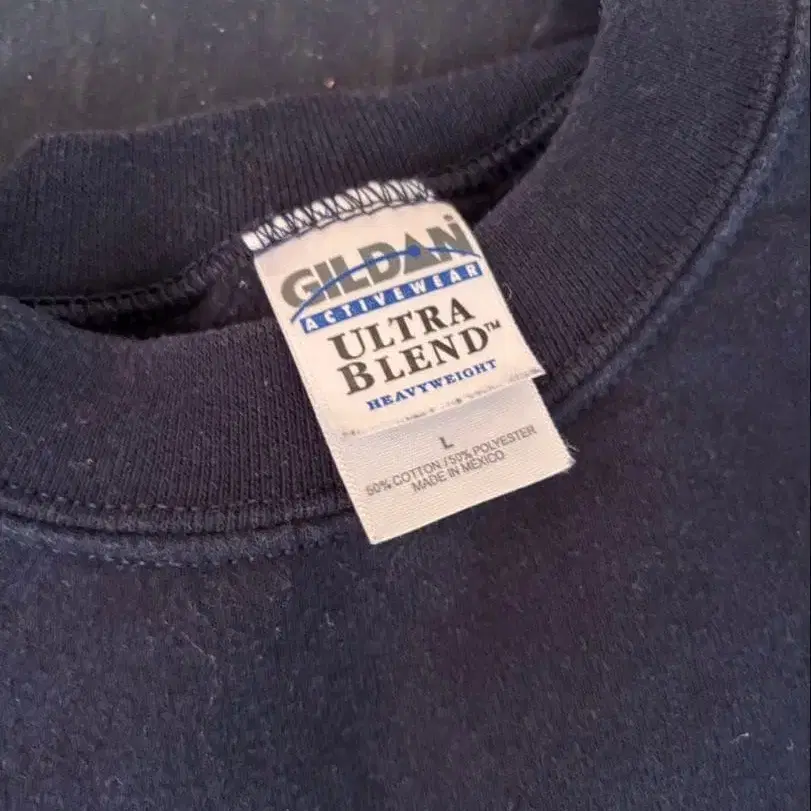 GILDAN
ACTIVEWEAR
ULTRA
BLEND™
HEAVYWEIGHT
L
50% COTTON / 50% POLYESTER
MADE IN MEXICO